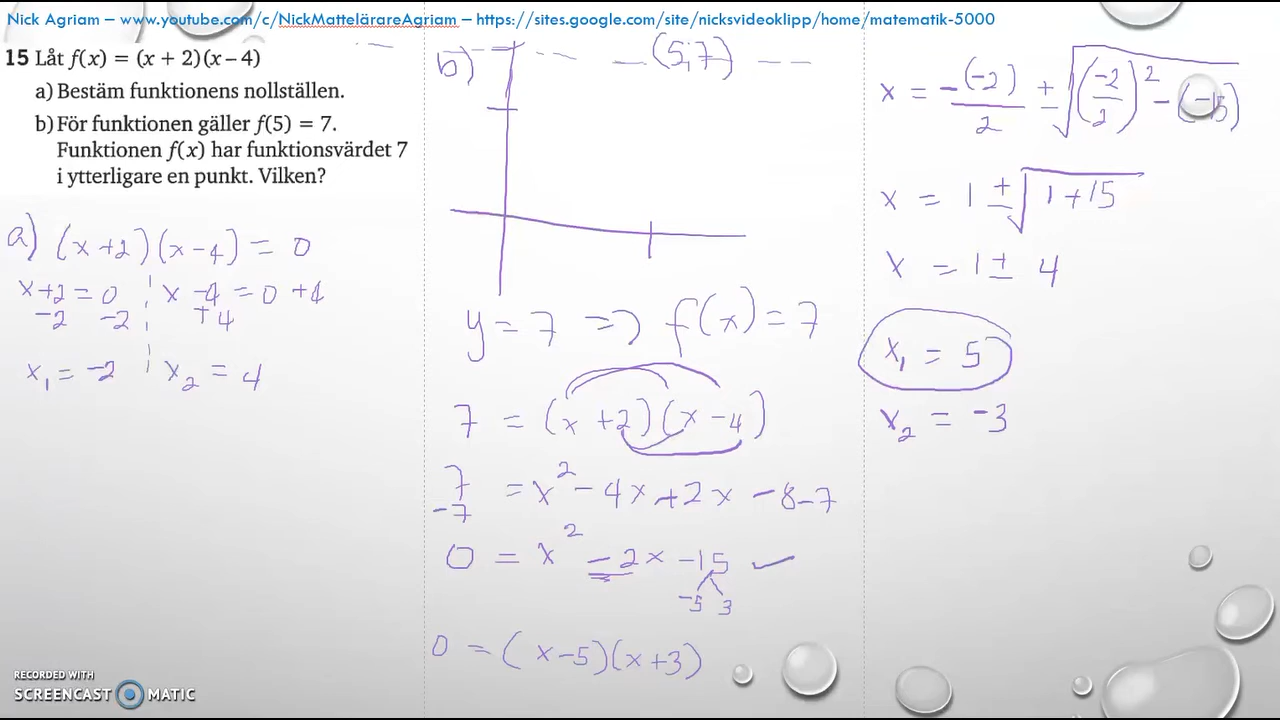 Nick Agriam – www.youtube.com/c/NickMattelärareAgriam – https://sites.google.com/site/nicksvideoklipp/home/matematik-5000
15 Låt f(x) = (x + 2)(x – 4)
a) Bestäm funktionens nollställen.
b) För funktionen gäller f(5) = 7.
Funktionen f(x) har funktionsvärdet 7
i ytterligare en punkt. Vilken?
a) (x+2)(x-4) = 0
x+2=0 x-4=0+4
-2 -2 +4
x₁ = -2 x₂ = 4
b) (5,7)
y = 7 => f(x) = 7
7 = (x+2)(x-4)
7 = x² - 4x + 2x - 8 - 7
-7
0 = x² - 2x - 15
-5 3
0 = (x-5)(x+3)
x = -(-2)/2 ± √((-2/2)² - (-15))
x = 1 ± √(1+15)
x = 1 ± 4
x₁ = 5
x₂ = -3
RECORDED WITH
SCREENCAST MATIC